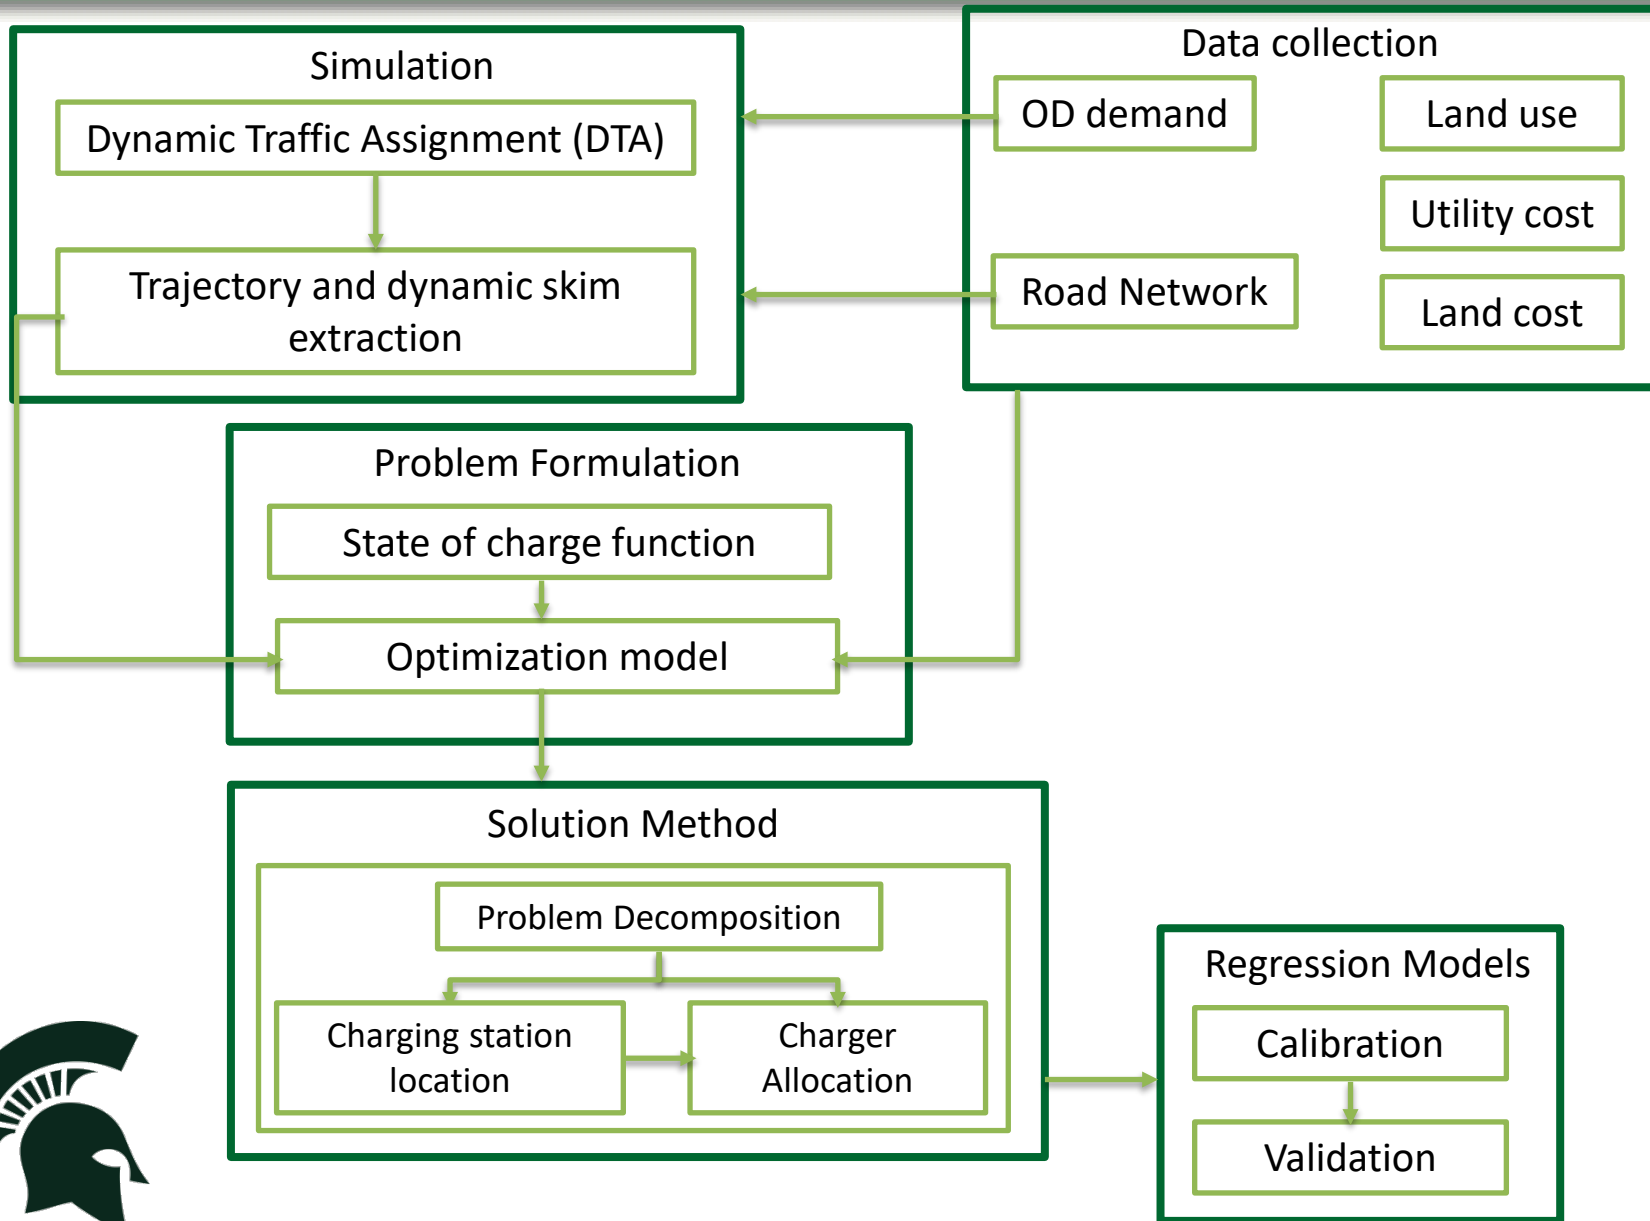 Simulation
Dynamic Traffic Assignment (DTA)
Trajectory and dynamic skim
extraction
Data collection
OD demand
Land use
Utility cost
Road Network
Land cost
Problem Formulation
State of charge function
Optimization model
Solution Method
Problem Decomposition
Charging station
location
Charger
Allocation
Regression Models
Calibration
Validation